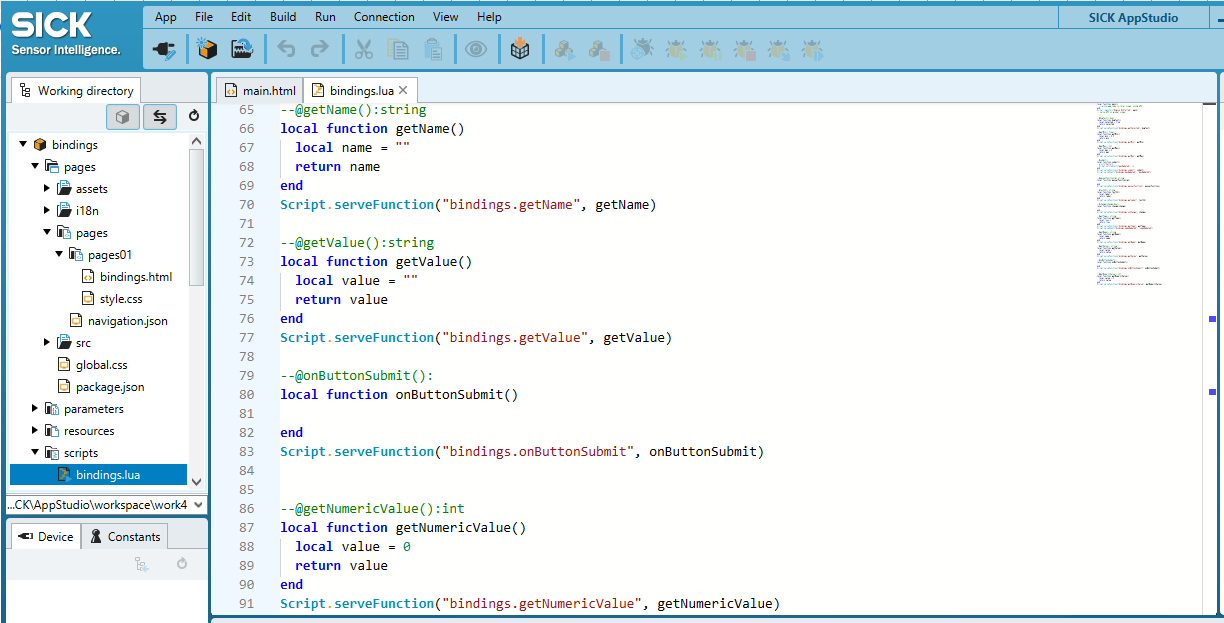 SICK
Sensor Intelligence.
App File Edit Build Run Connection View Help
SICK AppStudio
Working directory
bindings
pages
assets
i18n
pages
pages01
bindings.html
style.css
navigation.json
src
global.css
package.json
parameters
resources
scripts
bindings.lua
...CK\AppStudio\workspace\work4
Device Constants
main.html bindings.lua
65 --@getName():string
66 local function getName()
67 local name = ""
68 return name
69 end
70 Script.serveFunction("bindings.getName", getName)
71
72 --@getValue():string
73 local function getValue()
74 local value = ""
75 return value
76 end
77 Script.serveFunction("bindings.getValue", getValue)
78
79 --@onButtonSubmit():
80 local function onButtonSubmit()
81
82 end
83 Script.serveFunction("bindings.onButtonSubmit", onButtonSubmit)
84
85
86 --@getNumericValue():int
87 local function getNumericValue()
88 local value = 0
89 return value
90 end
91 Script.serveFunction("bindings.getNumericValue", getNumericValue)